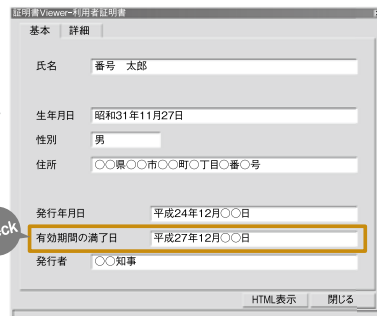 証明書Viewer-利用者証明書
基本 詳細
氏名 番号 太郎
生年月日 昭和31年11月27日
性別 男
住所 ○○県○○市○○町○丁目○番○号
発行年月日 平成24年12月○○日
有効期間の満了日 平成27年12月○○日
発行者 ○○知事
HTML表示 閉じる